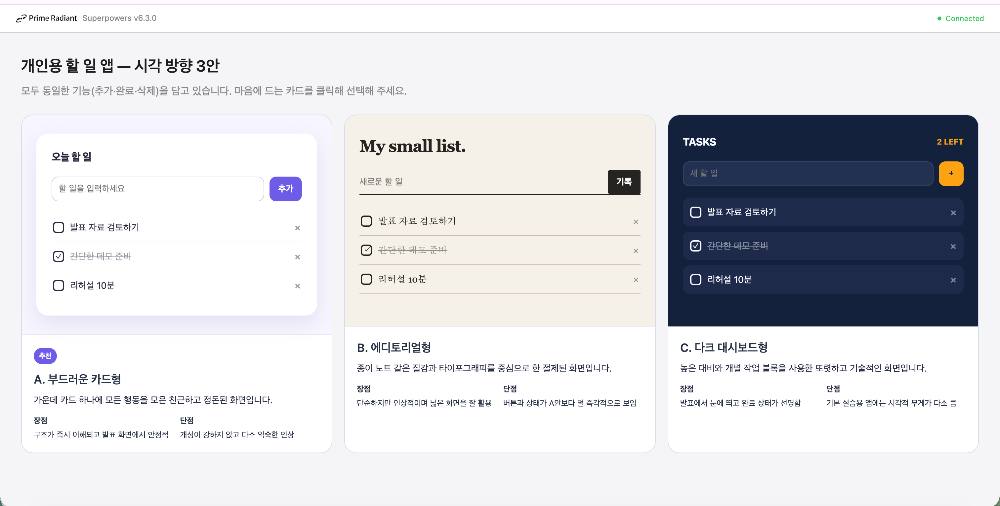 Prime Radiant Superpowers v6.3.0
Connected
개인용 할 일 앱 — 시각 방향 3안
모두 동일한 기능(추가·완료·삭제)을 담고 있습니다. 마음에 드는 카드를 클릭해 선택해 주세요.
오늘 할 일
할 일을 입력하세요
추가
발표 자료 검토하기
×
간단한 데모 준비
×
리허설 10분
×
추천
A. 부드러운 카드형
가운데 카드 하나에 모든 행동을 모은 친근하고 정돈된 화면입니다.
장점
구조가 즉시 이해되고 발표 화면에서 안정적
단점
개성이 강하지 않고 다소 익숙한 인상
My small list.
새로운 할 일
기록
발표 자료 검토하기
×
간단한 데모 준비
×
리허설 10분
×
B. 에디토리얼형
종이 노트 같은 질감과 타이포그래피를 중심으로 한 절제된 화면입니다.
장점
단순하지만 인상적이며 넓은 화면을 잘 활용
단점
버튼과 상태가 A안보다 덜 즉각적으로 보임
TASKS
2 LEFT
새 할 일
+
발표 자료 검토하기
×
간단한 데모 준비
×
리허설 10분
×
C. 다크 대시보드형
높은 대비와 개별 작업 블록을 사용한 또렷하고 기술적인 화면입니다.
장점
발표에서 눈에 띄고 완료 상태가 선명함
단점
기본 실습용 앱에는 시각적 무게가 다소 큼